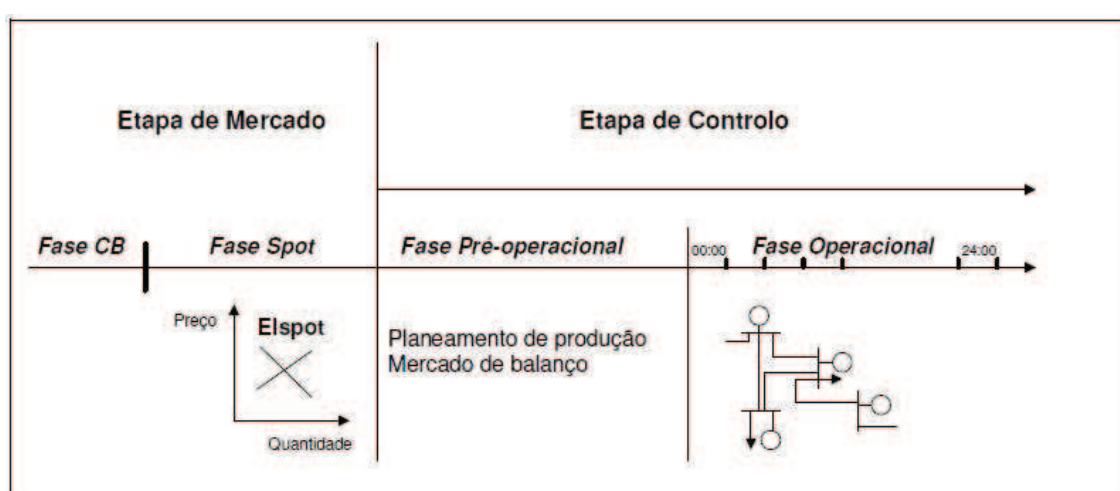 Etapa de Mercado
Etapa de Controlo
Fase CB
Fase Spot
Fase Pré-operacional
00:00
Fase Operacional
24:00
Preço
Elspot
Quantidade
Planeamento de produção
Mercado de balanço